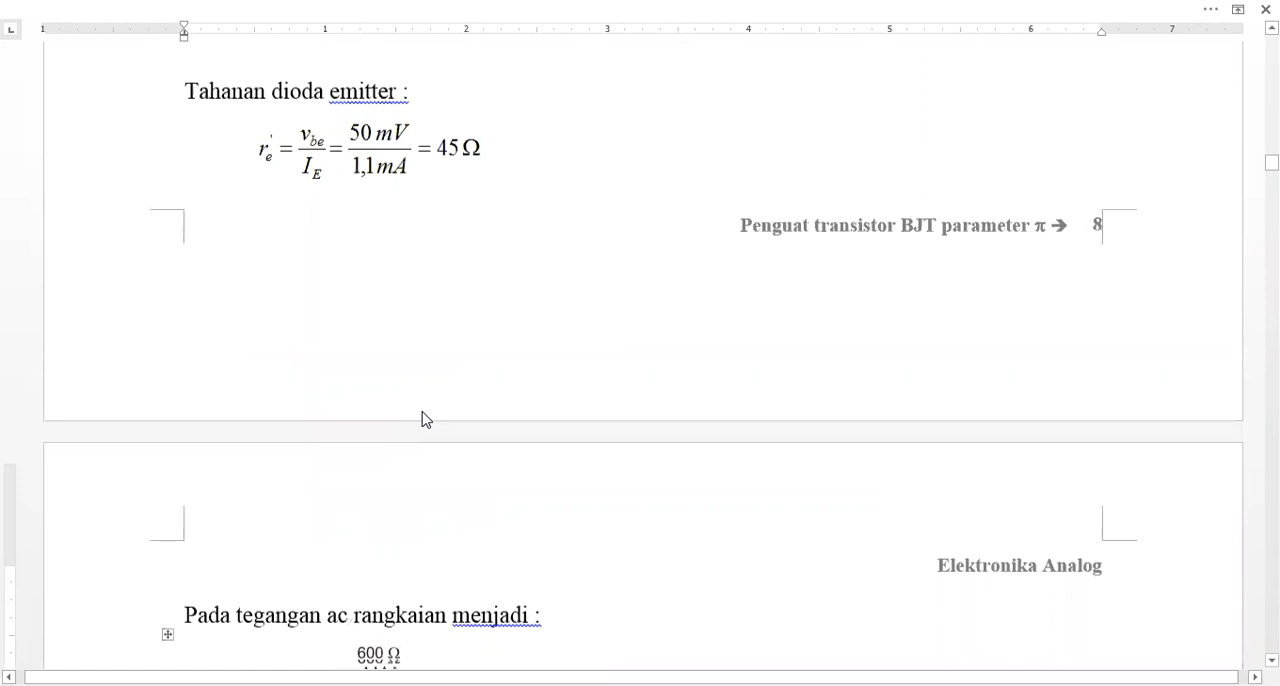 1 1 2 3 4 5 6 7
Tahanan dioda emitter :
r'e = vbe / IE = 50 mV / 1,1 mA = 45 Ω
Penguat transistor BJT parameter π → 8
Elektronika Analog
Pada tegangan ac rangkaian menjadi :
600 Ω